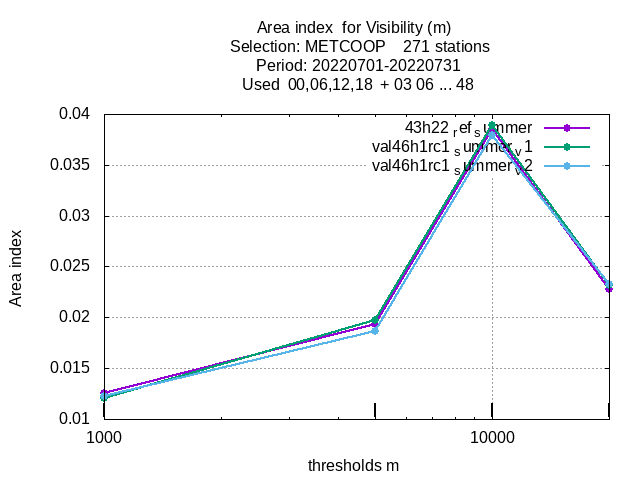 Area index for Visibility (m)
Selection: METCOOP 271 stations
Period: 20220701-20220731
Used 00,06,12,18 + 03 06 ... 48
0.04
43h22 ref summer
val46h1rc1 summer v1
val46h1rc1 summer v2
0.035
0.03
0.025
0.02
0.015
0.01
Area index
1000
10000
thresholds m